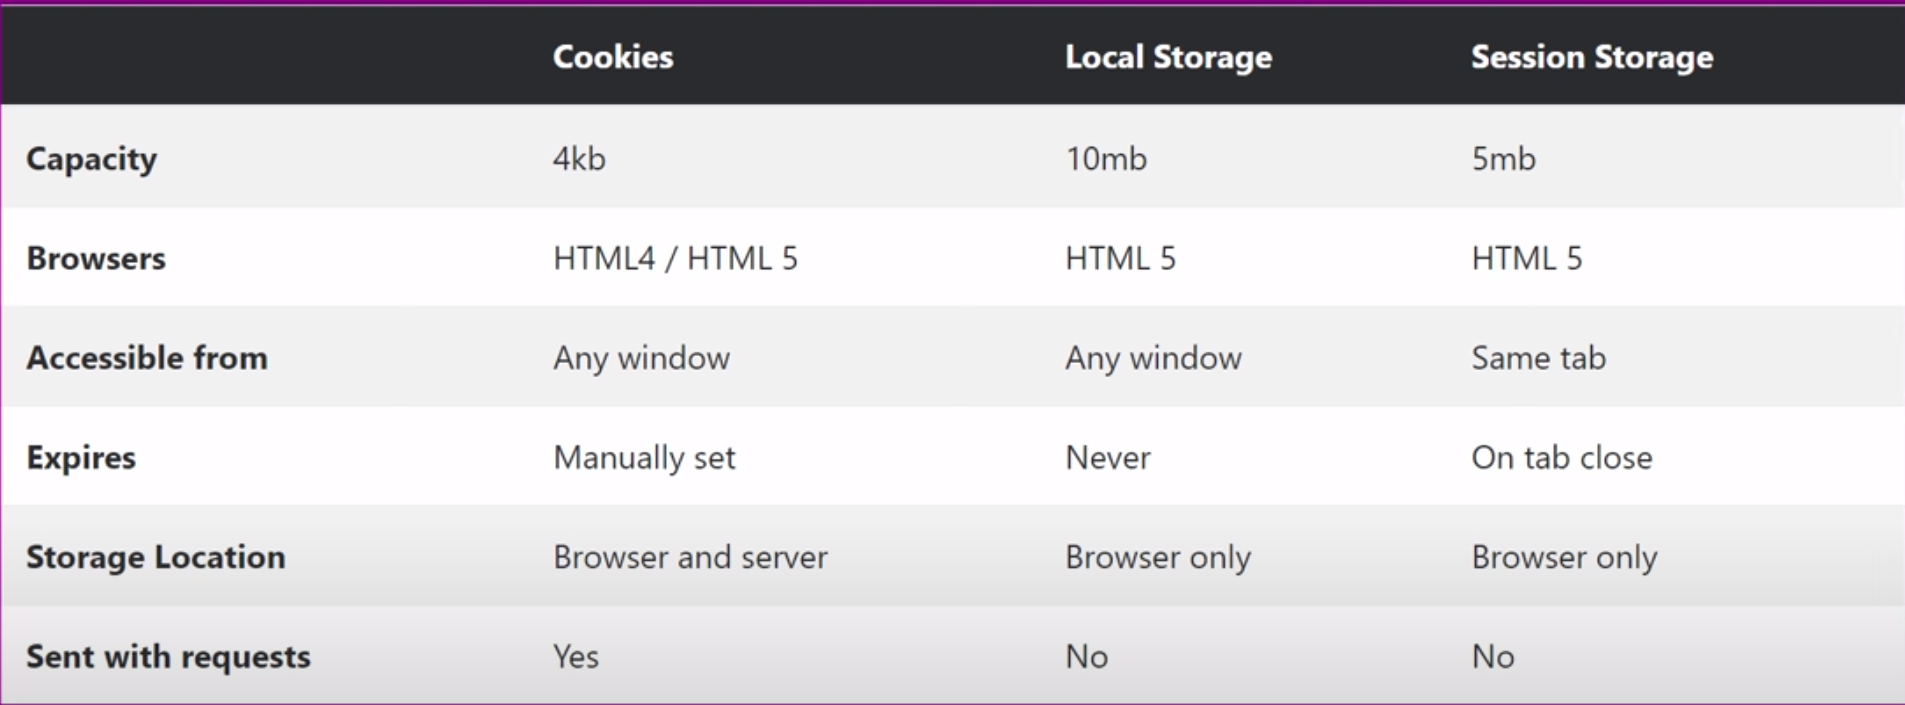 Cookies Local Storage Session Storage
Capacity 4kb 10mb 5mb
Browsers HTML4 / HTML 5 HTML 5 HTML 5
Accessible from Any window Any window Same tab
Expires Manually set Never On tab close
Storage Location Browser and server Browser only Browser only
Sent with requests Yes No No